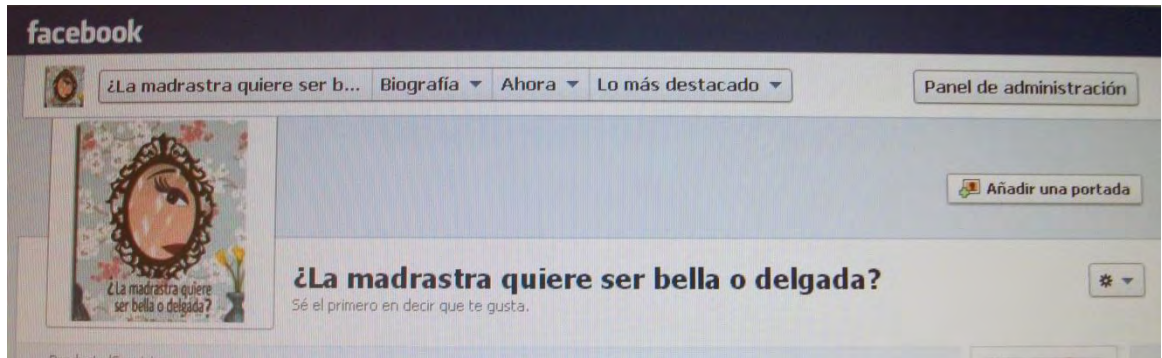 facebook
¿La madrastra quiere ser b... Biografía Ahora Lo más destacado Panel de administración
Añadir una portada
¿La madrastra quiere
ser bella o delgada?
¿La madrastra quiere ser bella o delgada?
Sé el primero en decir que te gusta.